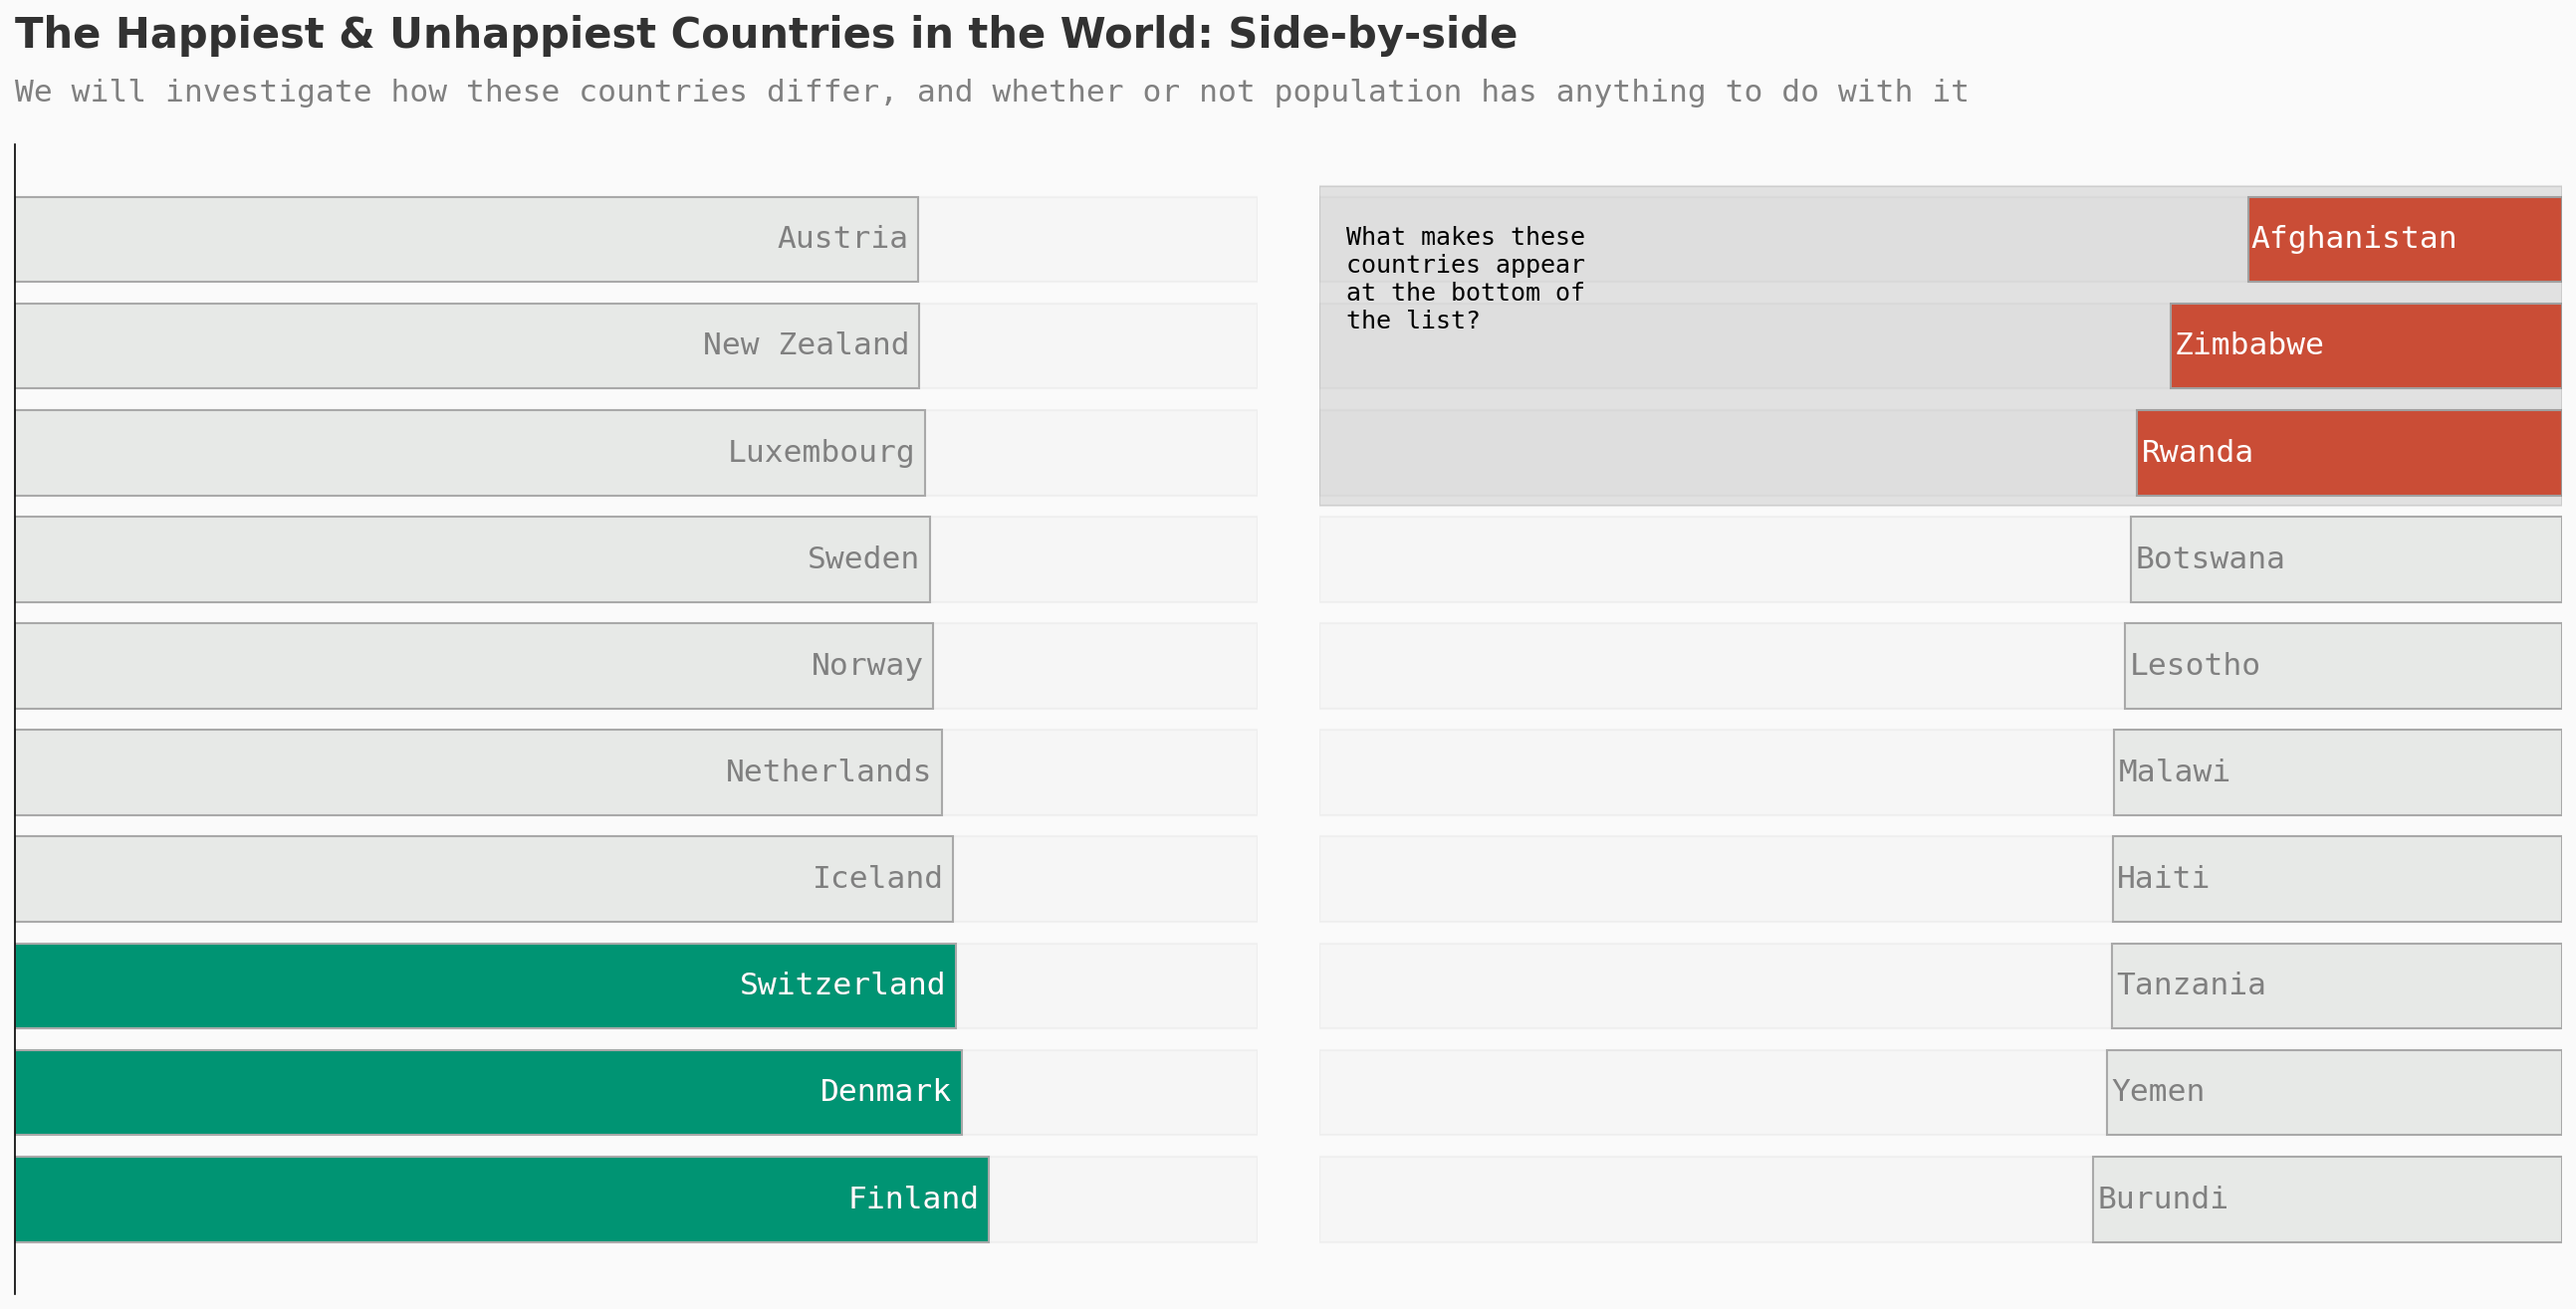 The Happiest & Unhappiest Countries in the World: Side-by-side
We will investigate how these countries differ, and whether or not population has anything to do with it
Austria
New Zealand
Luxembourg
Sweden
Norway
Netherlands
Iceland
Switzerland
Denmark
Finland
What makes these
countries appear
at the bottom of
the list?
Afghanistan
Zimbabwe
Rwanda
Botswana
Lesotho
Malawi
Haiti
Tanzania
Yemen
Burundi